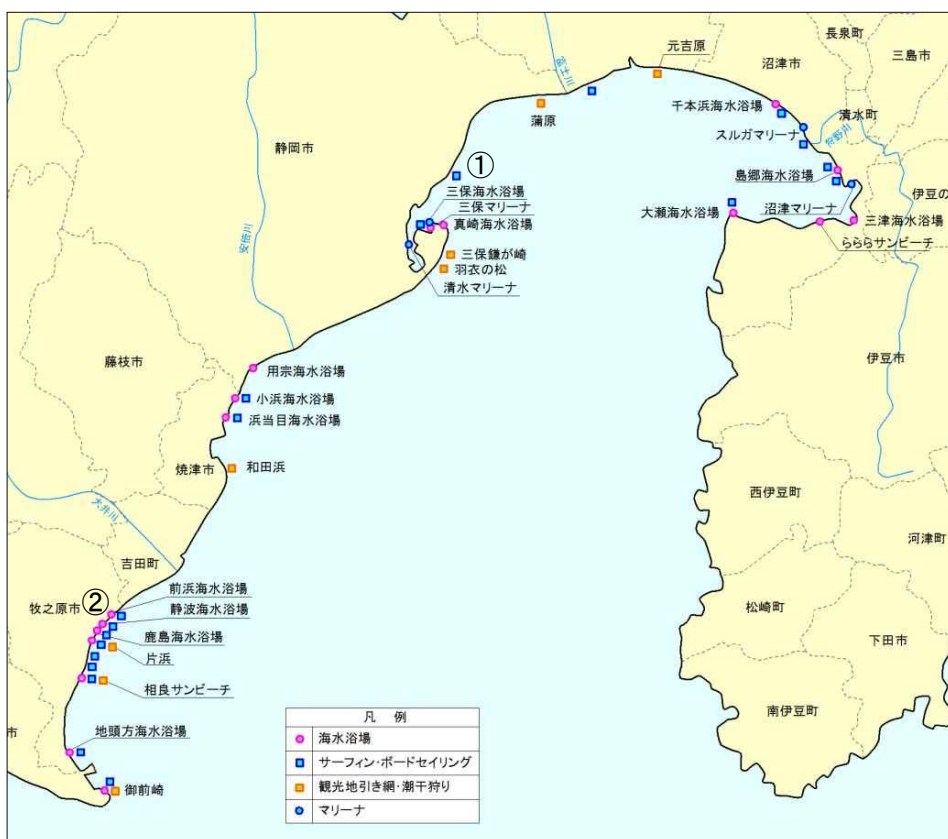 元吉原
長泉町
沼津市
三島市
富士川
千本浜海水浴場
清水町
蒲原
スルガマリーナ
狩野川
静岡市
①
島郷海水浴場
伊豆の
三保海水浴場
三保マリーナ
真崎海水浴場
大瀬海水浴場
沼津マリーナ
三津海水浴場
らららサンビーチ
安倍川
三保鎌が崎
羽衣の松
清水マリーナ
藤枝市
用宗海水浴場
伊豆市
小浜海水浴場
浜当目海水浴場
焼津市
和田浜
大井川
西伊豆町
河津町
吉田町
前浜海水浴場
牧之原市
②
静波海水浴場
松崎町
鹿島海水浴場
下田市
片浜
相良サンビーチ
南伊豆町
市
地頭方海水浴場
御前崎
凡 例
海水浴場
サーフィン・ボードセイリング
観光地引き網・潮干狩り
マリーナ